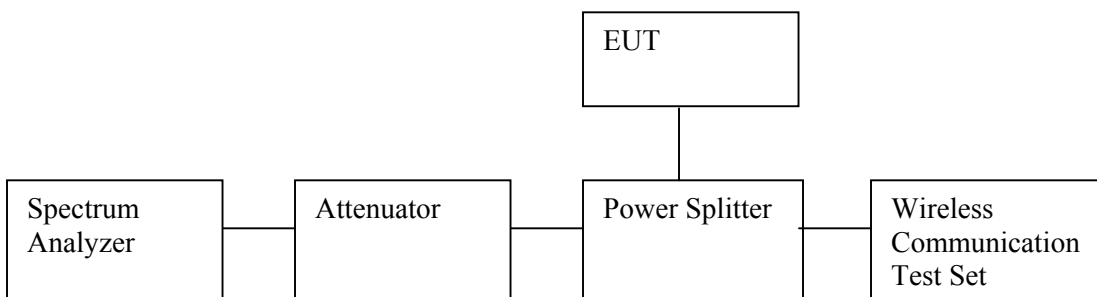 EUT
Spectrum
Analyzer
Attenuator
Power Splitter
Wireless
Communication
Test Set